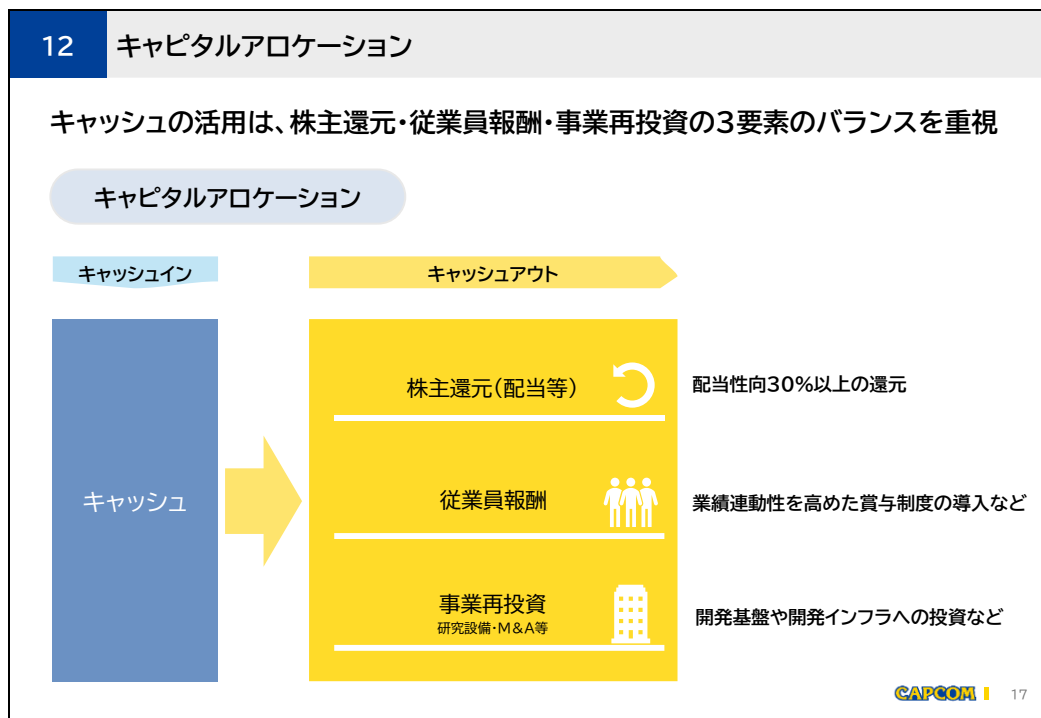 12 キャピタルアロケーション
キャッシュの活用は、株主還元・従業員報酬・事業再投資の3要素のバランスを重視
キャピタルアロケーション
キャッシュイン
キャッシュアウト
キャッシュ
株主還元(配当等)
配当性向30%以上の還元
従業員報酬
業績連動性を高めた賞与制度の導入など
事業再投資
研究設備・M&A等
開発基盤や開発インフラへの投資など
CAPCOM 17